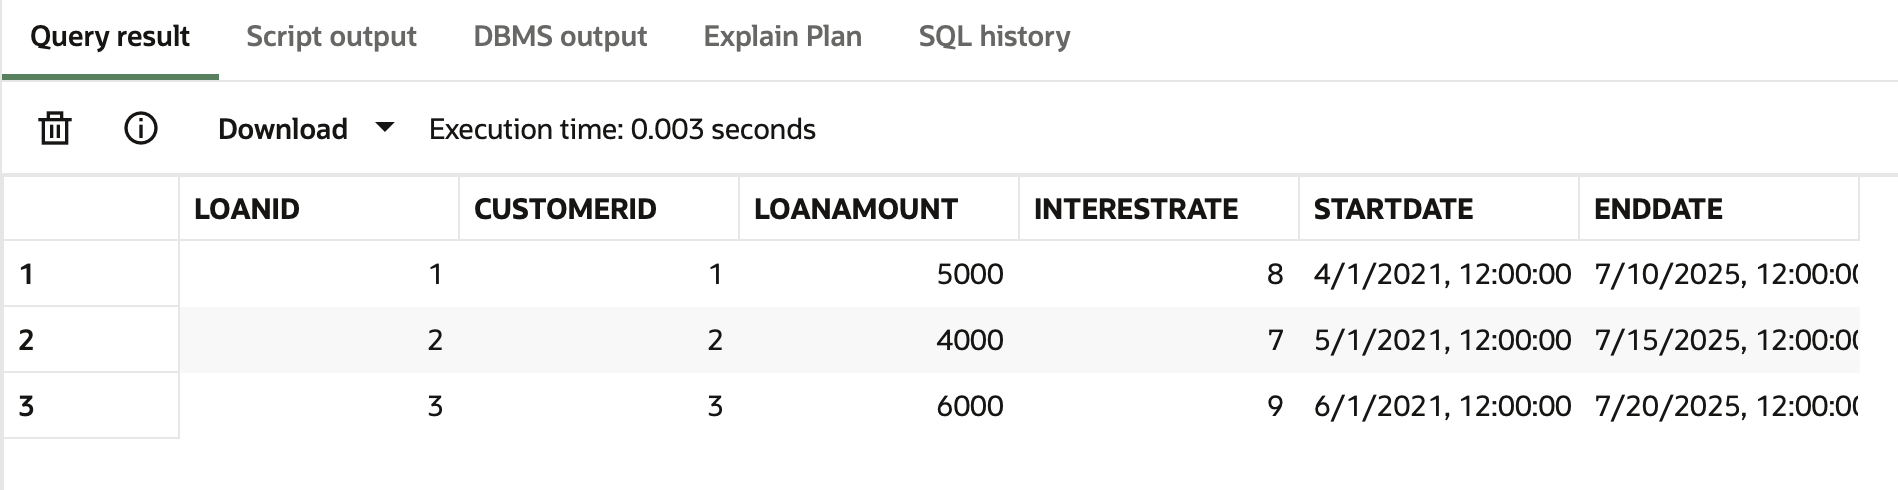 Query result Script output DBMS output Explain Plan SQL history
Download Execution time: 0.003 seconds
LOANID CUSTOMERID LOANAMOUNT INTERESTRATE STARTDATE ENDDATE
1 1 1 5000 8 4/1/2021, 12:00:00 7/10/2025, 12:00:00
2 2 2 4000 7 5/1/2021, 12:00:00 7/15/2025, 12:00:00
3 3 3 6000 9 6/1/2021, 12:00:00 7/20/2025, 12:00:00